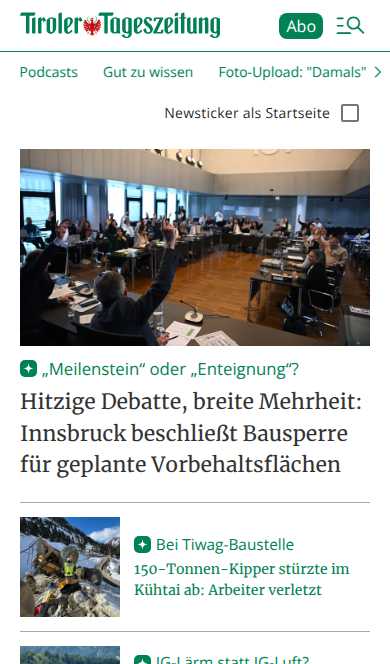 Tiroler Tageszeitung
Abo
Podcasts Gut zu wissen Foto-Upload: "Damals"
Newsticker als Startseite
„Meilenstein“ oder „Enteignung“?
Hitzige Debatte, breite Mehrheit:
Innsbruck beschließt Bausperre
für geplante Vorbehaltsflächen
Bei Tiwag-Baustelle
150-Tonnen-Kipper stürzte im
Kühtai ab: Arbeiter verletzt
IG-Lärm statt IG-Luft?